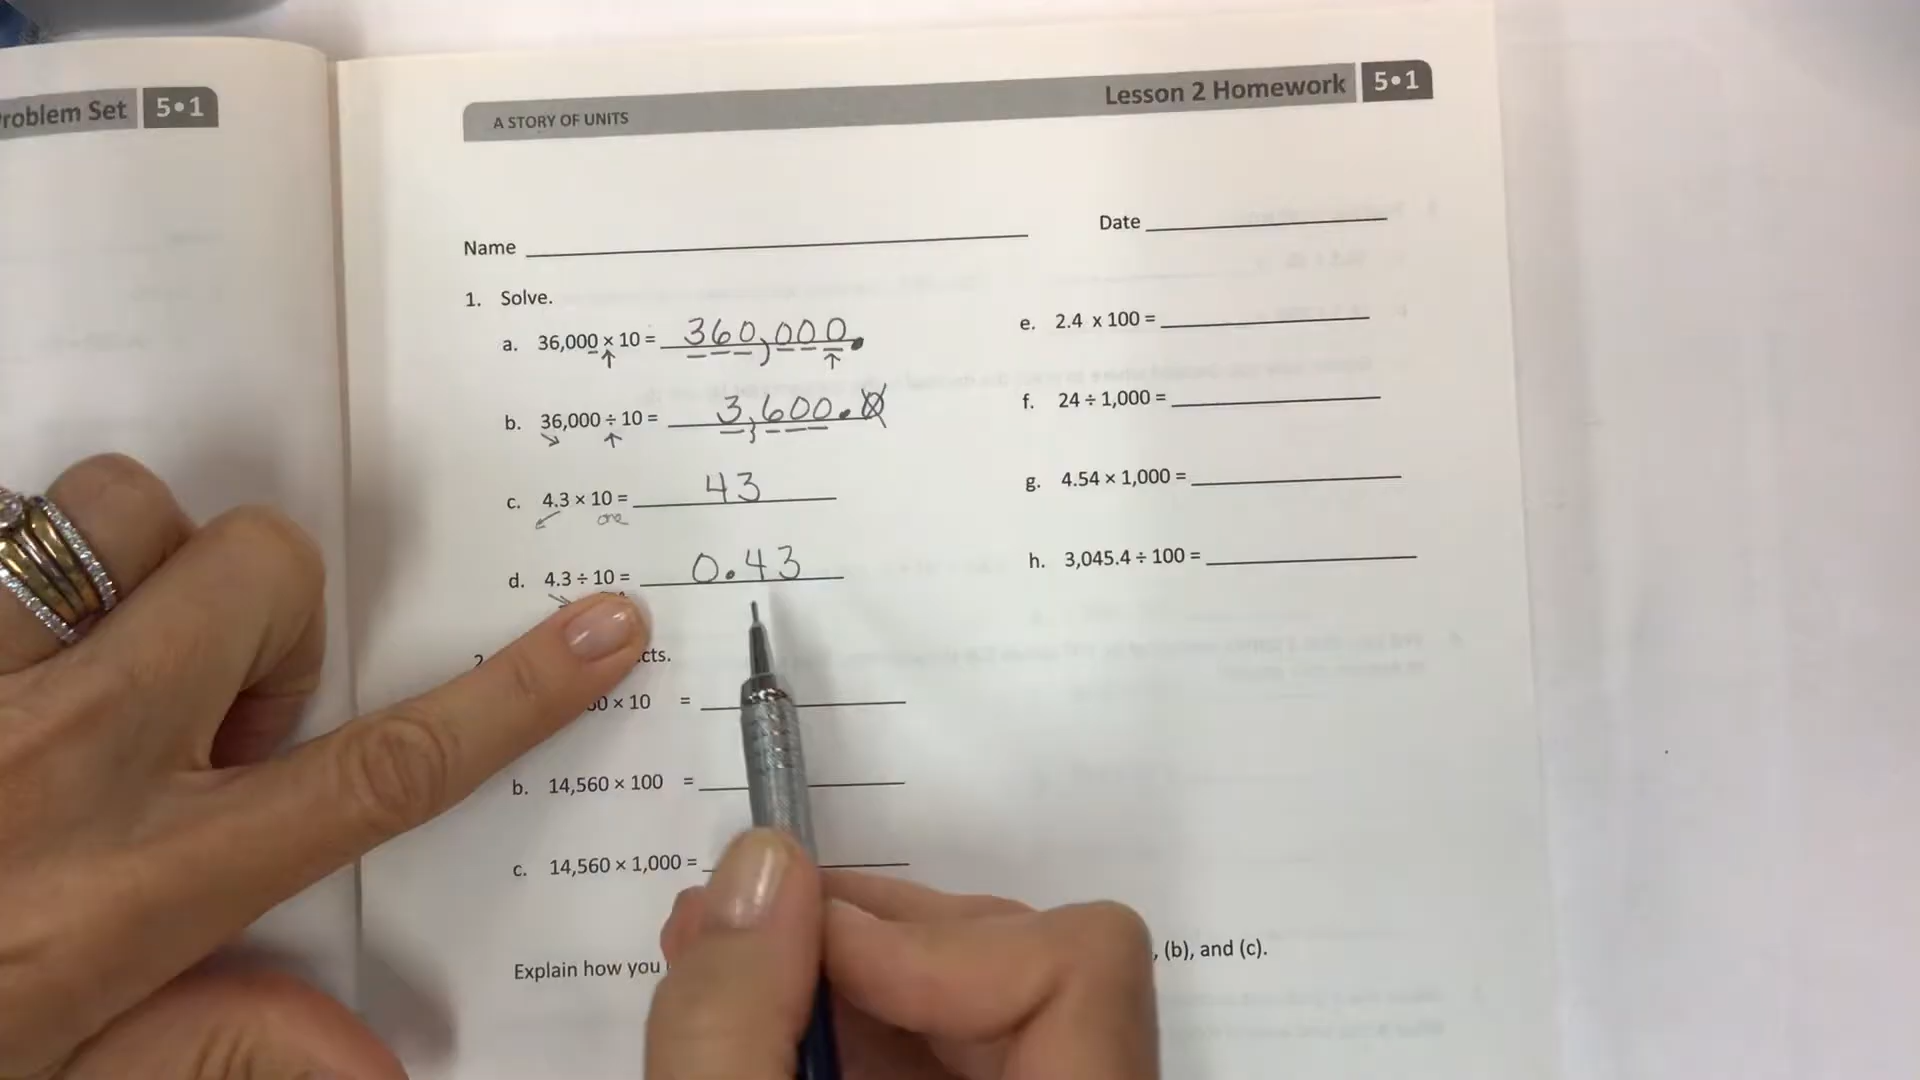 Problem Set 5•1
A STORY OF UNITS
Lesson 2 Homework 5•1
Name
Date
1. Solve.
a. 36,000 × 10 = 360,000.
b. 36,000 ÷ 10 = 3,600.0
c. 4.3 × 10 = 43
one
d. 4.3 ÷ 10 = 0.43
e. 2.4 x 100 =
f. 24 ÷ 1,000 =
g. 4.54 × 1,000 =
h. 3,045.4 ÷ 100 =
2
cts.
60 × 10 =
b. 14,560 × 100 =
c. 14,560 × 1,000 =
Explain how you , (b), and (c).